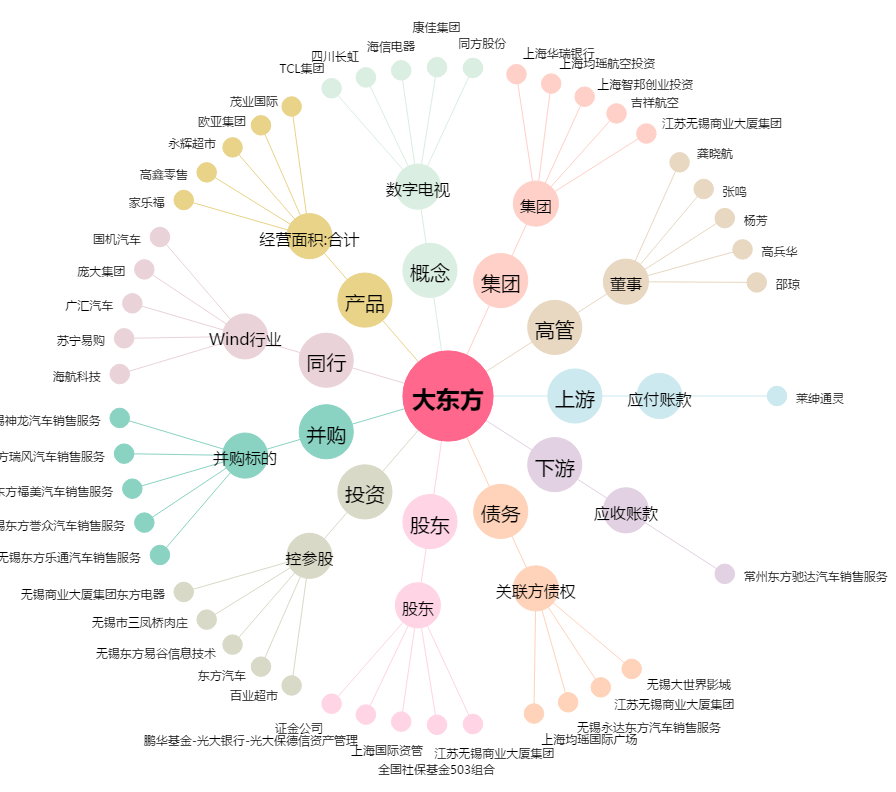 大东方
概念
数字电视
TCL集团
四川长虹
海信电器
康佳集团
同方股份
集团
集团
上海华瑞银行
上海均瑶航空投资
上海智邦创业投资
吉祥航空
江苏无锡商业大厦集团
高管
董事
龚晓航
张鸣
杨芳
高兵华
邵琼
上游
应付账款
莱绅通灵
下游
应收账款
常州东方驰达汽车销售服务
债务
关联方债权
无锡大世界影城
江苏无锡商业大厦集团
无锡永达东方汽车销售服务
上海均瑶国际广场
股东
股东
江苏无锡商业大厦集团
全国社保基金503组合
上海国际资管
鹏华基金-光大银行-光大保德信资产管理
证金公司
投资
控参股
百业超市
东方汽车
无锡东方易谷信息技术
无锡市三凤桥肉庄
无锡商业大厦集团东方电器
并购
并购标的
无锡东方乐通汽车销售服务
锡东方誉众汽车销售服务
东方福美汽车销售服务
方瑞风汽车销售服务
神龙汽车销售服务
同行
Wind行业
海航科技
苏宁易购
广汇汽车
庞大集团
国机汽车
产品
经营面积:合计
家乐福
高鑫零售
永辉超市
欧亚集团
茂业国际